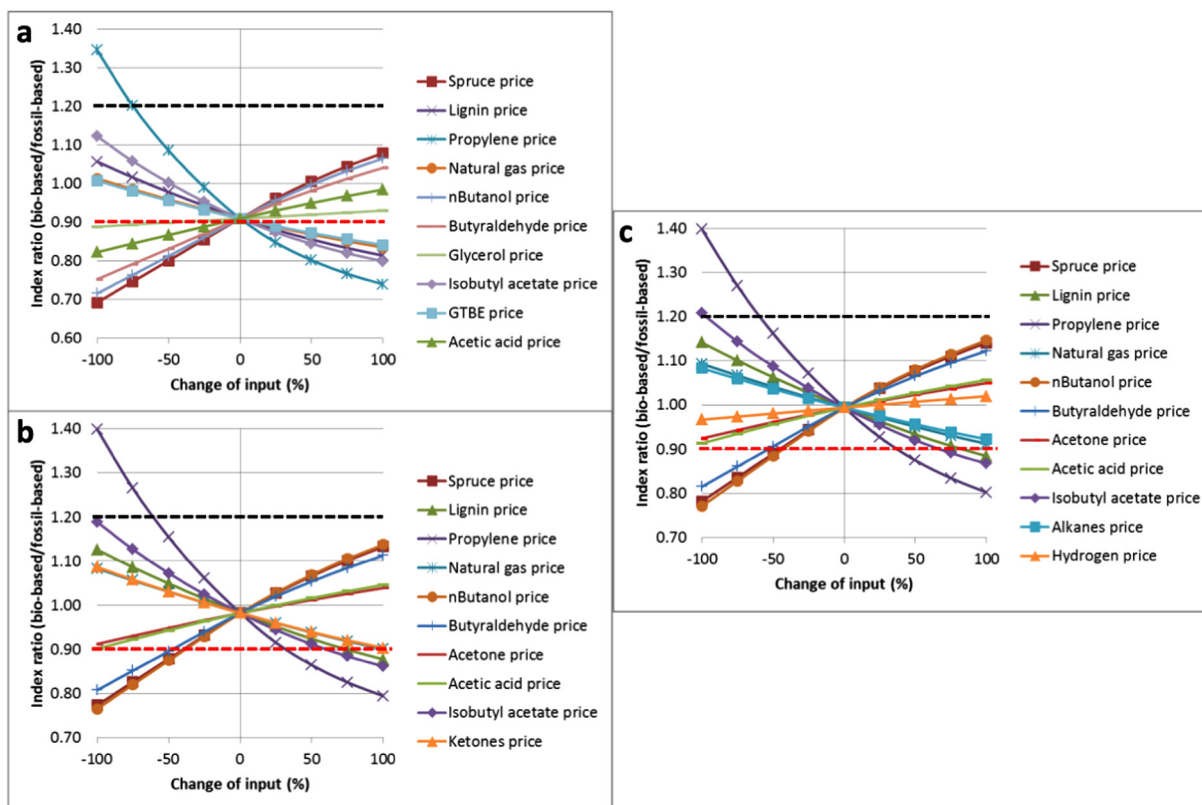 a
Index ratio (bio-based/fossil-based)
1.40
1.30
1.20
1.10
1.00
0.90
0.80
0.70
0.60
-100 -50 0 50 100
Change of input (%)
Spruce price
Lignin price
Propylene price
Natural gas price
nButanol price
Butyraldehyde price
Glycerol price
Isobutyl acetate price
GTBE price
Acetic acid price
b
Index ratio (bio-based/fossil-based)
1.40
1.30
1.20
1.10
1.00
0.90
0.80
0.70
-100 -50 0 50 100
Change of input (%)
Spruce price
Lignin price
Propylene price
Natural gas price
nButanol price
Butyraldehyde price
Acetone price
Acetic acid price
Isobutyl acetate price
Ketones price
c
Index ratio (bio-based/fossil-based)
1.40
1.30
1.20
1.10
1.00
0.90
0.80
0.70
-100 -50 0 50 100
Change of input (%)
Spruce price
Lignin price
Propylene price
Natural gas price
nButanol price
Butyraldehyde price
Acetone price
Acetic acid price
Isobutyl acetate price
Alkanes price
Hydrogen price